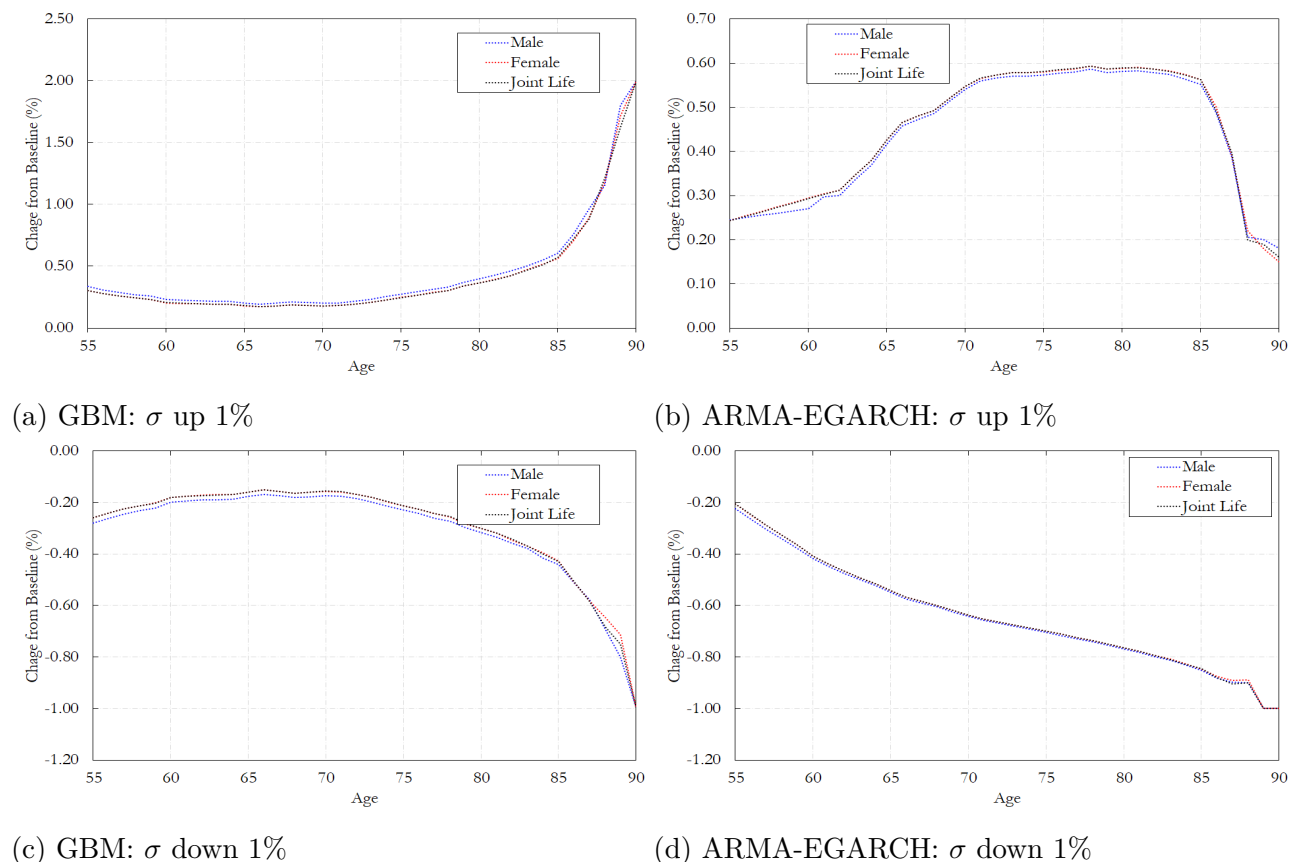 2.50
2.00
1.50
1.00
0.50
0.00
Chage from Baseline (%)
55 60 65 70 75 80 85 90
Age
Male
Female
Joint Life
(a) GBM: σ up 1%
0.70
0.60
0.50
0.40
0.30
0.20
0.10
0.00
Chage from Baseline (%)
55 60 65 70 75 80 85 90
Age
Male
Female
Joint Life
(b) ARMA-EGARCH: σ up 1%
0.00
-0.20
-0.40
-0.60
-0.80
-1.00
-1.20
Chage from Baseline (%)
55 60 65 70 75 80 85 90
Age
Male
Female
Joint Life
(c) GBM: σ down 1%
0.00
-0.20
-0.40
-0.60
-0.80
-1.00
-1.20
Chage from Baseline (%)
55 60 65 70 75 80 85 90
Age
Male
Female
Joint Life
(d) ARMA-EGARCH: σ down 1%